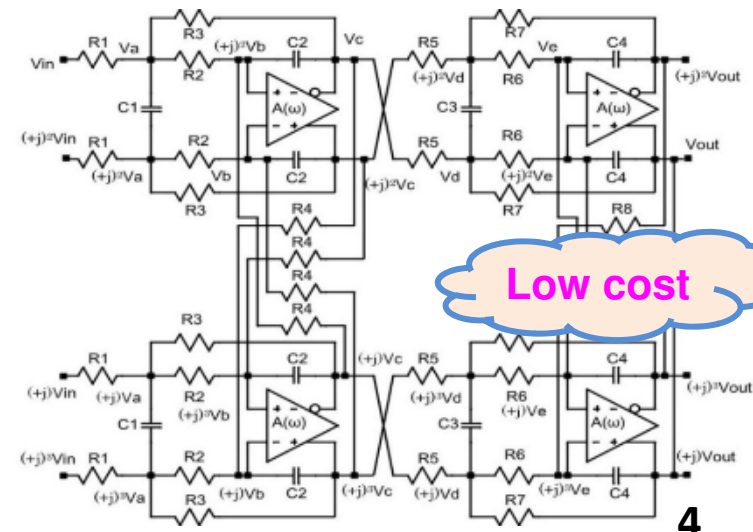 R3
R7
R1 Va (+j)²Vb C2 Vc R5 Ve C4
Vin R2 (+j)²Vd R6 (+j)²Vout
+ - + -
C1 A(ω) C3 A(ω)
- + - +
(+j)²Vin R1 R2 R5 R6 Vout
(+j)²Va Vb C2 Vd (+j)²Ve C4
R3 (+j)²Vc R7
R4 R8
R4
R4 Low cost
R4
R3
R1 C2 (+j)Vc R5 C4
(+j)Vin (+j)Va R2 (+j)³Vd R6 (+j)³Vout
(+j)³Vb (+j)Ve
+ - + -
C1 A(ω) C3 A(ω)
- + - +
(+j)³Vin R1 R2 R5 R6 (+j)Vout
(+j)³Va (+j)Vb C2 (+j)³Vc (+j)Vd (+j)³Ve C4
R3 R7
4